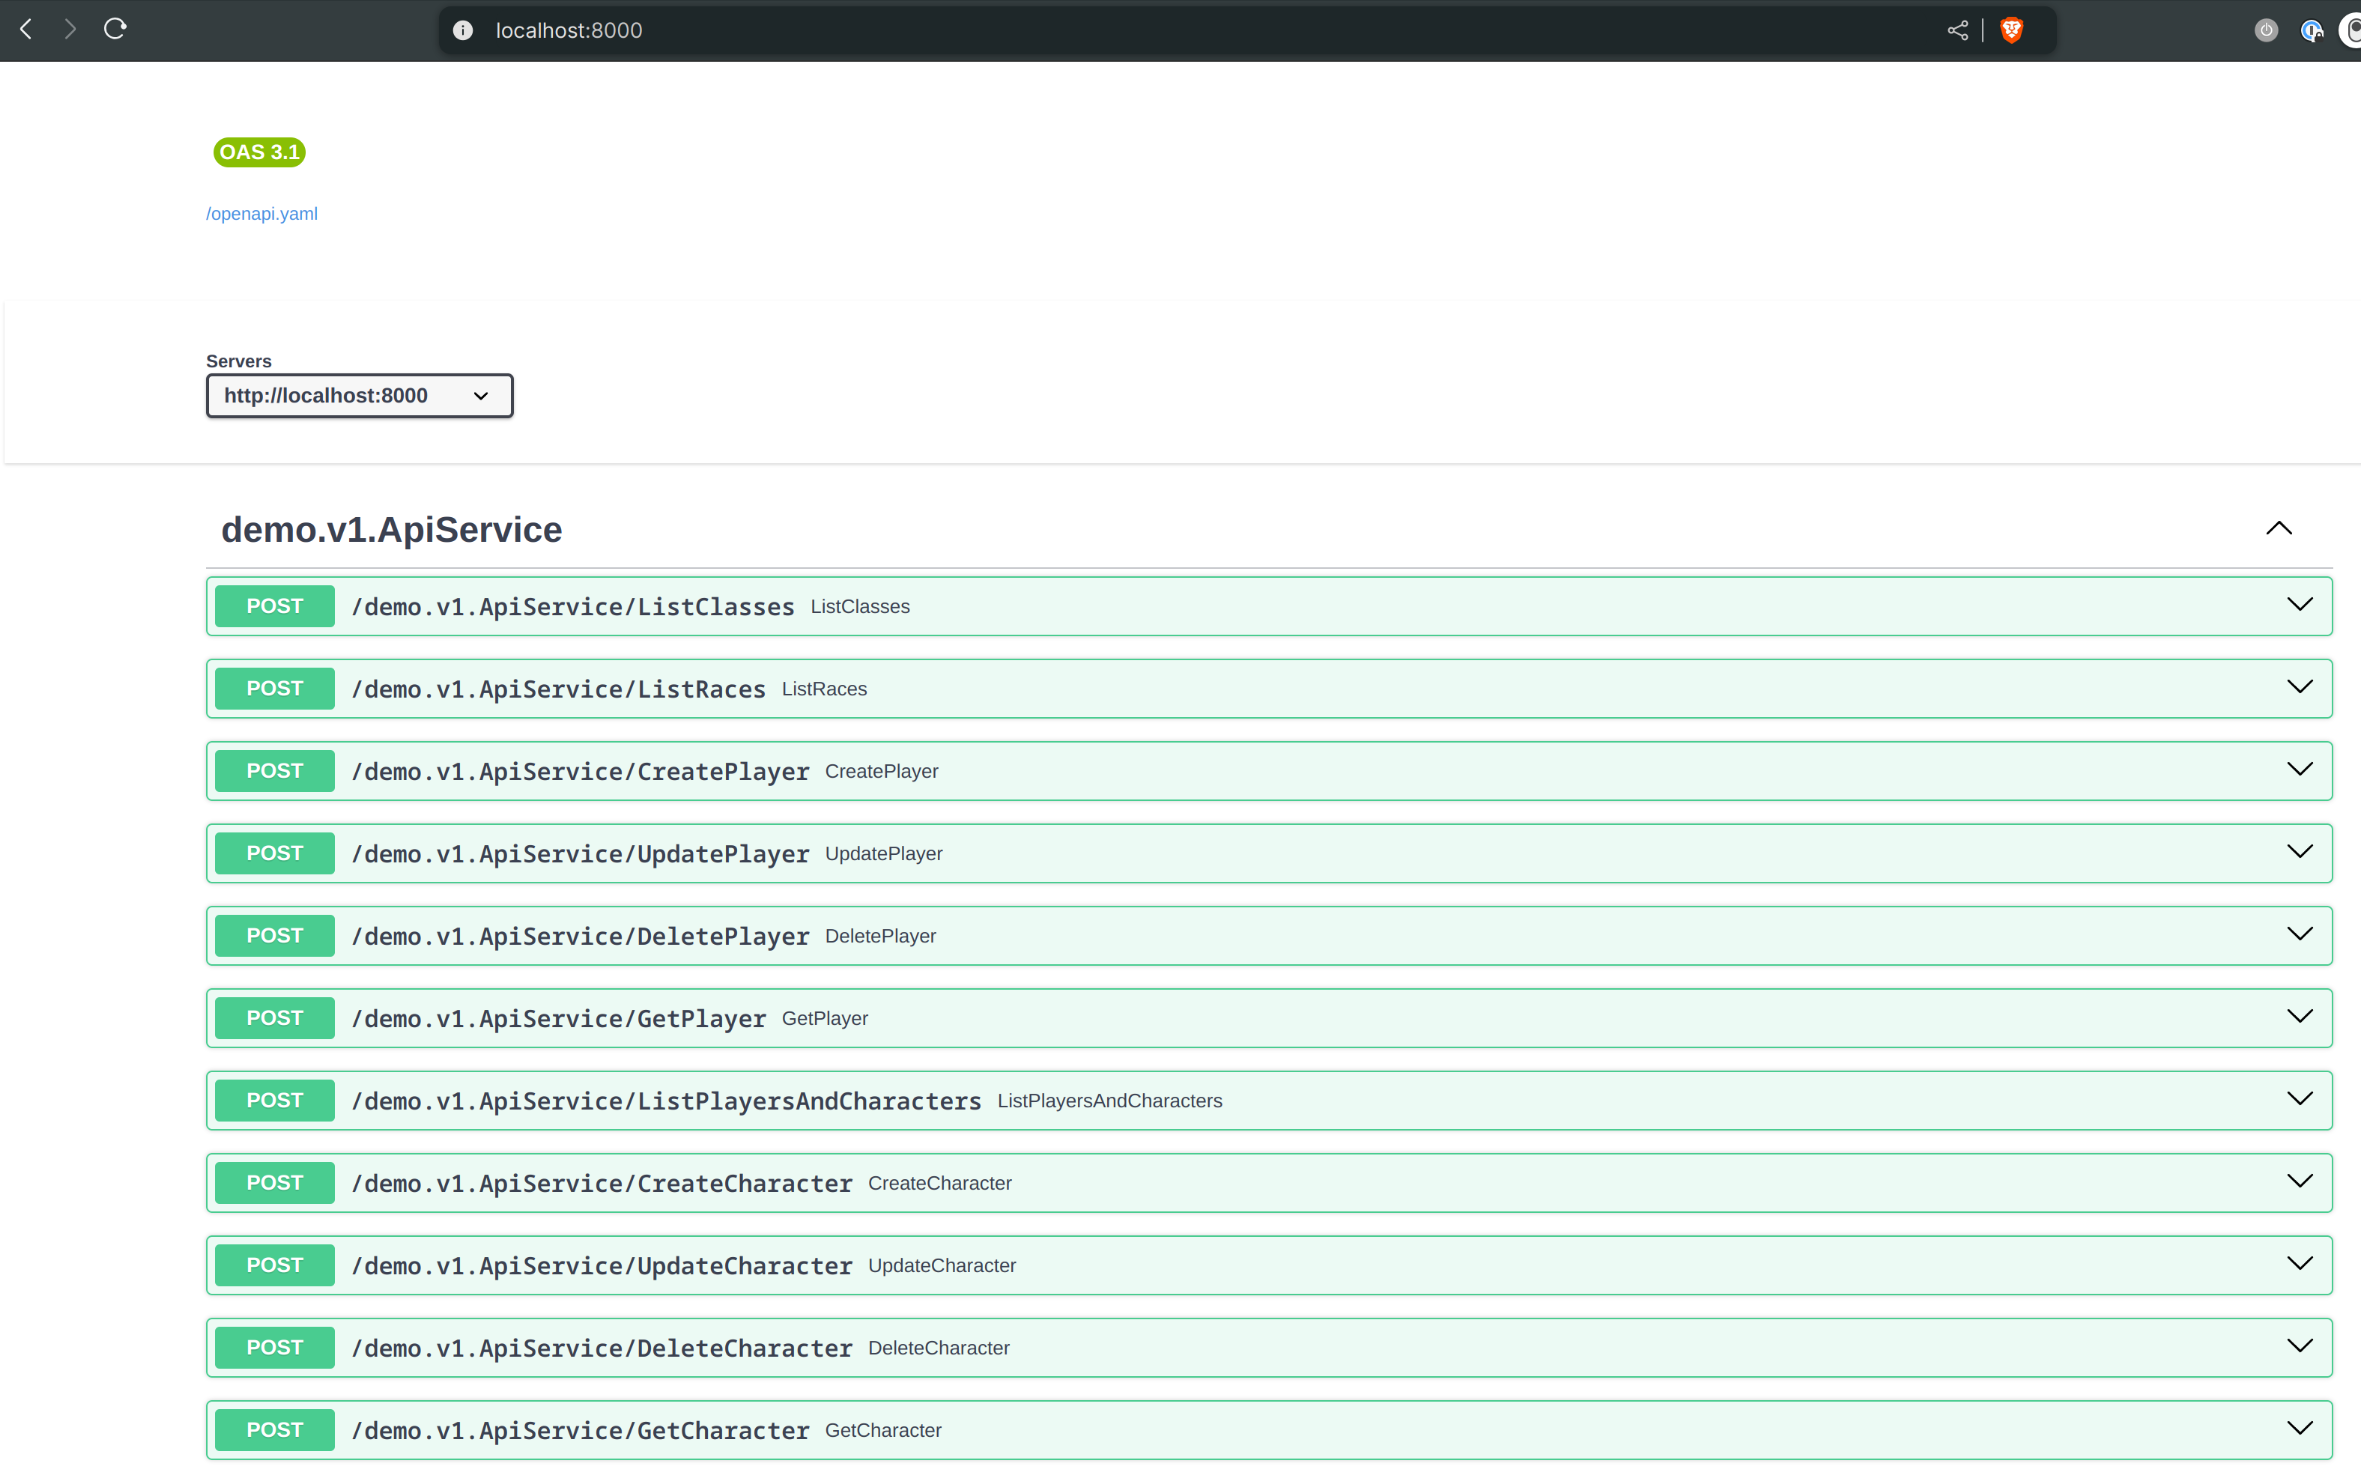 localhost:8000
OAS 3.1
/openapi.yaml
Servers
http://localhost:8000
demo.v1.ApiService
POST /demo.v1.ApiService/ListClasses ListClasses
POST /demo.v1.ApiService/ListRaces ListRaces
POST /demo.v1.ApiService/CreatePlayer CreatePlayer
POST /demo.v1.ApiService/UpdatePlayer UpdatePlayer
POST /demo.v1.ApiService/DeletePlayer DeletePlayer
POST /demo.v1.ApiService/GetPlayer GetPlayer
POST /demo.v1.ApiService/ListPlayersAndCharacters ListPlayersAndCharacters
POST /demo.v1.ApiService/CreateCharacter CreateCharacter
POST /demo.v1.ApiService/UpdateCharacter UpdateCharacter
POST /demo.v1.ApiService/DeleteCharacter DeleteCharacter
POST /demo.v1.ApiService/GetCharacter GetCharacter